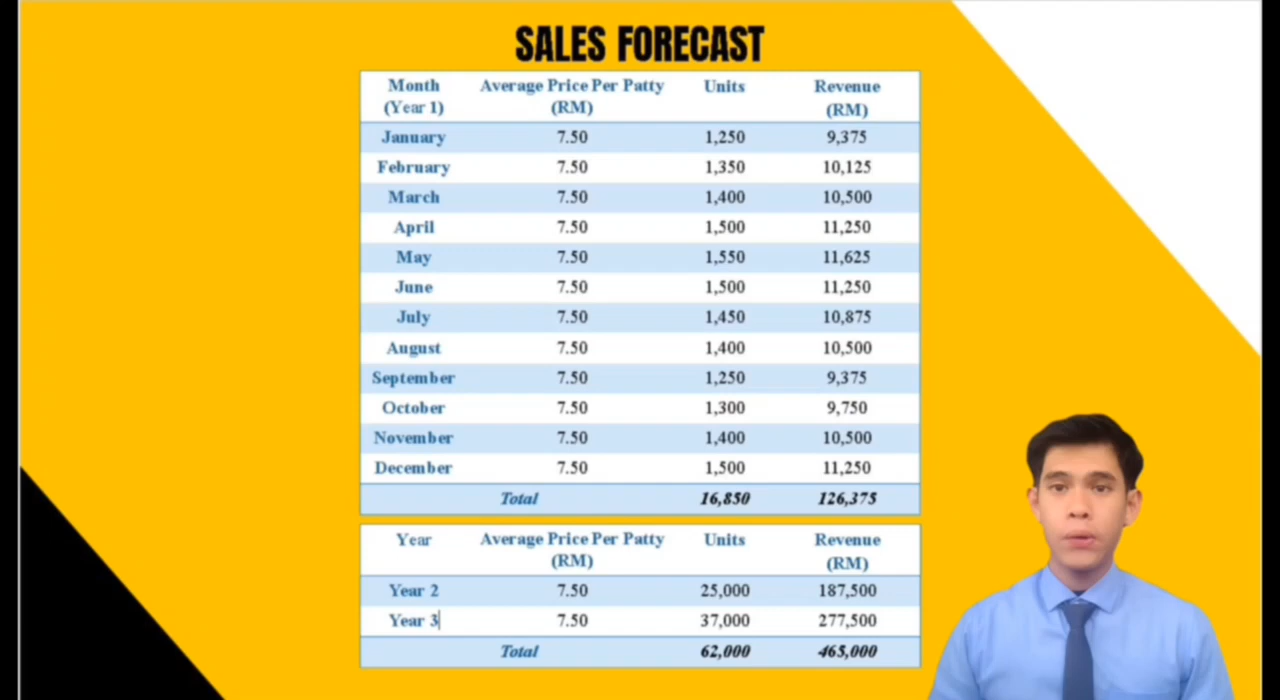 SALES FORECAST
Month Average Price Per Patty Units Revenue
(Year 1) (RM) (RM)
January 7.50 1,250 9,375
February 7.50 1,350 10,125
March 7.50 1,400 10,500
April 7.50 1,500 11,250
May 7.50 1,550 11,625
June 7.50 1,500 11,250
July 7.50 1,450 10,875
August 7.50 1,400 10,500
September 7.50 1,250 9,375
October 7.50 1,300 9,750
November 7.50 1,400 10,500
December 7.50 1,500 11,250
Total 16,850 126,375
Year Average Price Per Patty Units Revenue
(RM) (RM)
Year 2 7.50 25,000 187,500
Year 3 7.50 37,000 277,500
Total 62,000 465,000